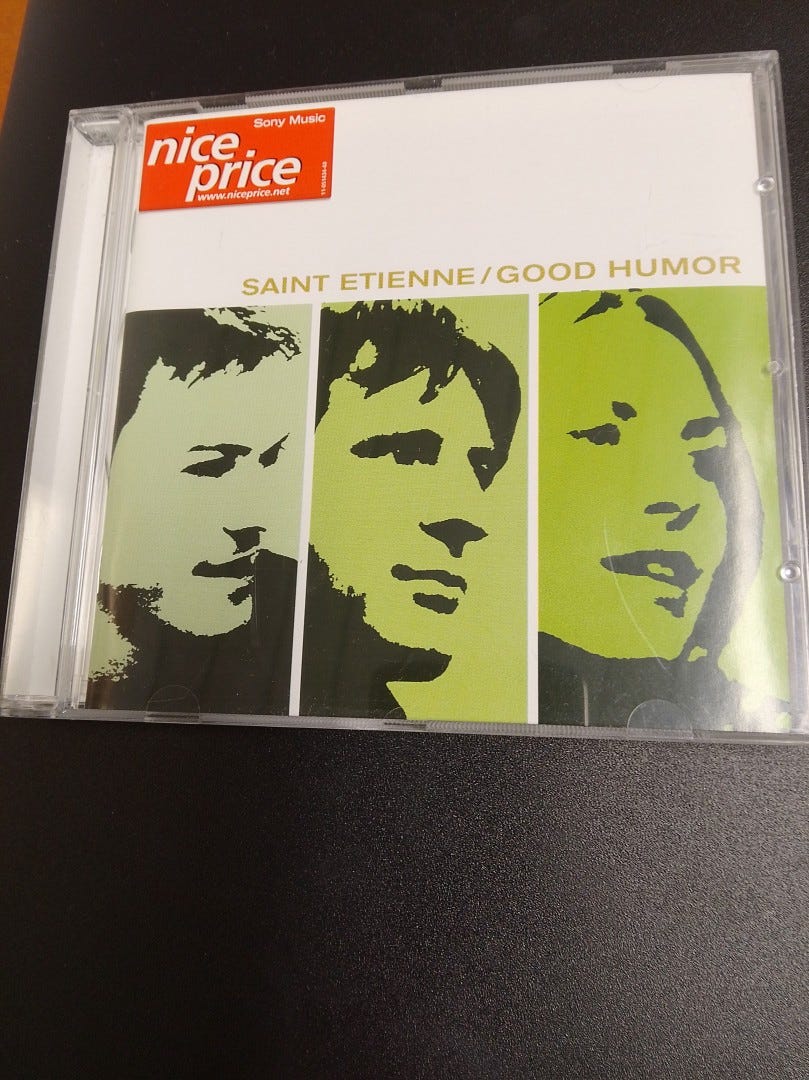 Sony Music
nice
price
www.niceprice.net
SAINT ETIENNE/GOOD HUMOR